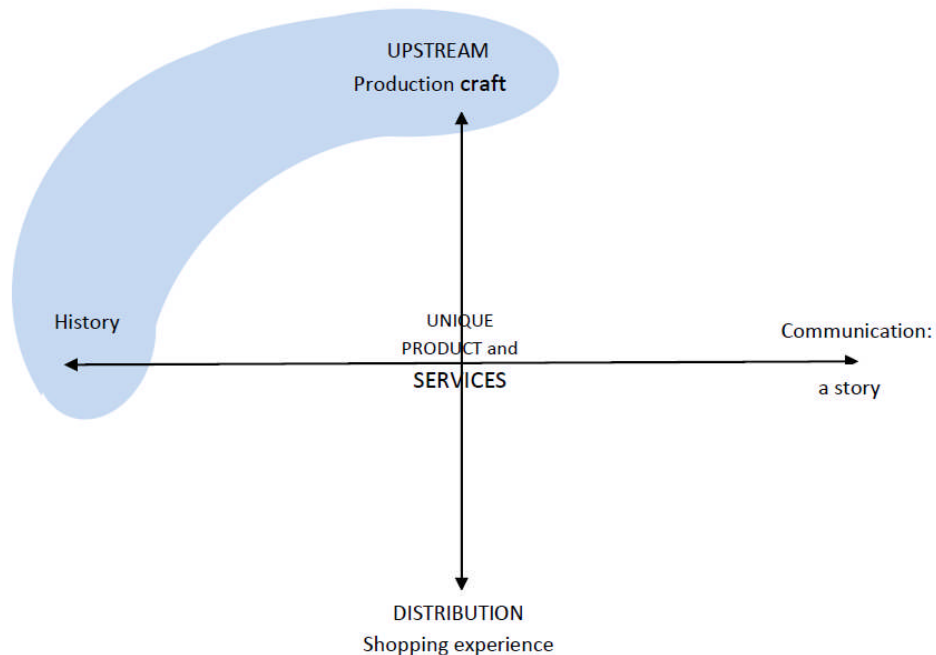 UPSTREAM
Production craft
History
UNIQUE
PRODUCT and
SERVICES
Communication:
a story
DISTRIBUTION
Shopping experience